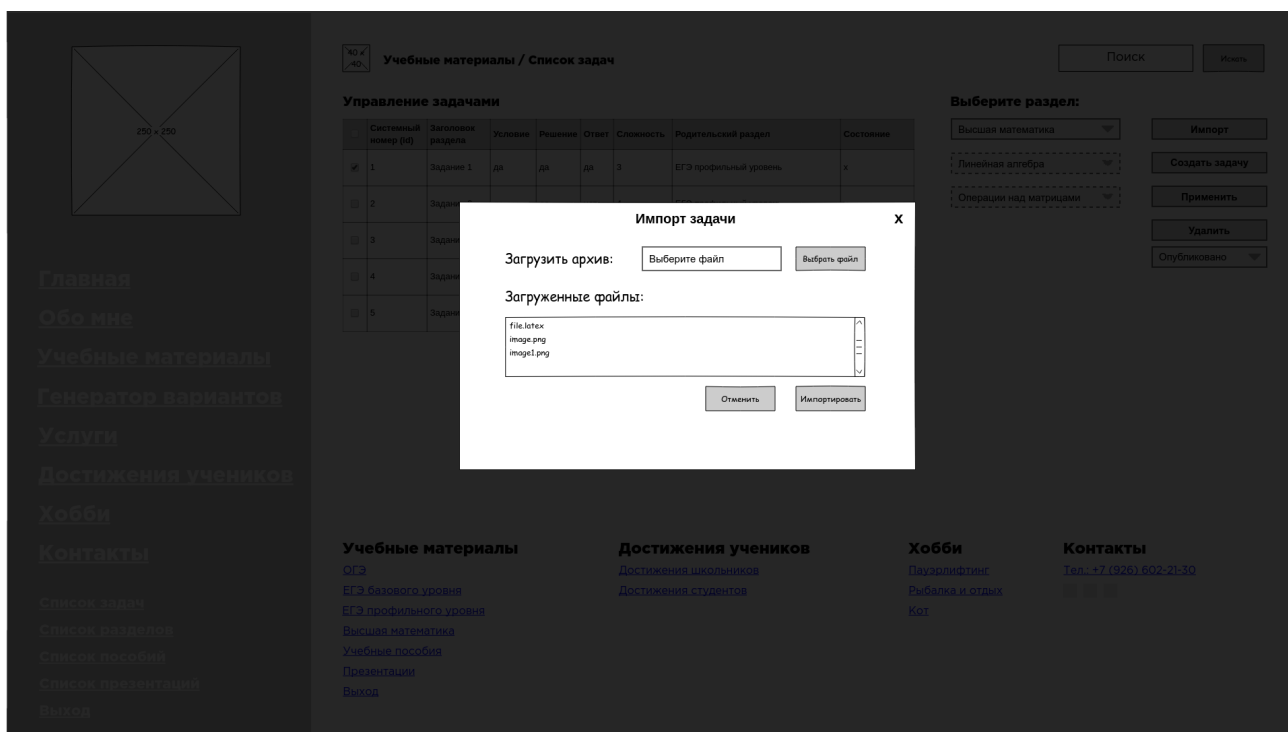 250 x 250
Главная
Обо мне
Учебные материалы
Генератор вариантов
Услуги
Достижения учеников
Хобби
Контакты
Список задач
Список разделов
Список пособий
Список презентаций
Выход
40 x
40
Учебные материалы / Список задач
Поиск
Искать
Управление задачами
Системный номер (id) Заголовок раздела Условие Решение Ответ Сложность Родительский раздел Состояние
1 Задание 1 да да да 3 ЕГЭ профильный уровень x
2
3
4
5
Выберите раздел:
Высшая математика
Линейная алгебра
Операции над матрицами
Импорт
Создать задачу
Применить
Удалить
Опубликовано
Импорт задачи
X
Загрузить архив:
Выберите файл
Выбрать файл
Загруженные файлы:
file.latex
image.png
image1.png
Отменить
Импортировать
Учебные материалы
ОГЭ
ЕГЭ базового уровня
ЕГЭ профильного уровня
Высшая математика
Учебные пособия
Презентации
Выход
Достижения учеников
Достижения школьников
Достижения студентов
Хобби
Пауэрлифтинг
Рыбалка и отдых
Кот
Контакты
Тел.: +7 (926) 602-21-30